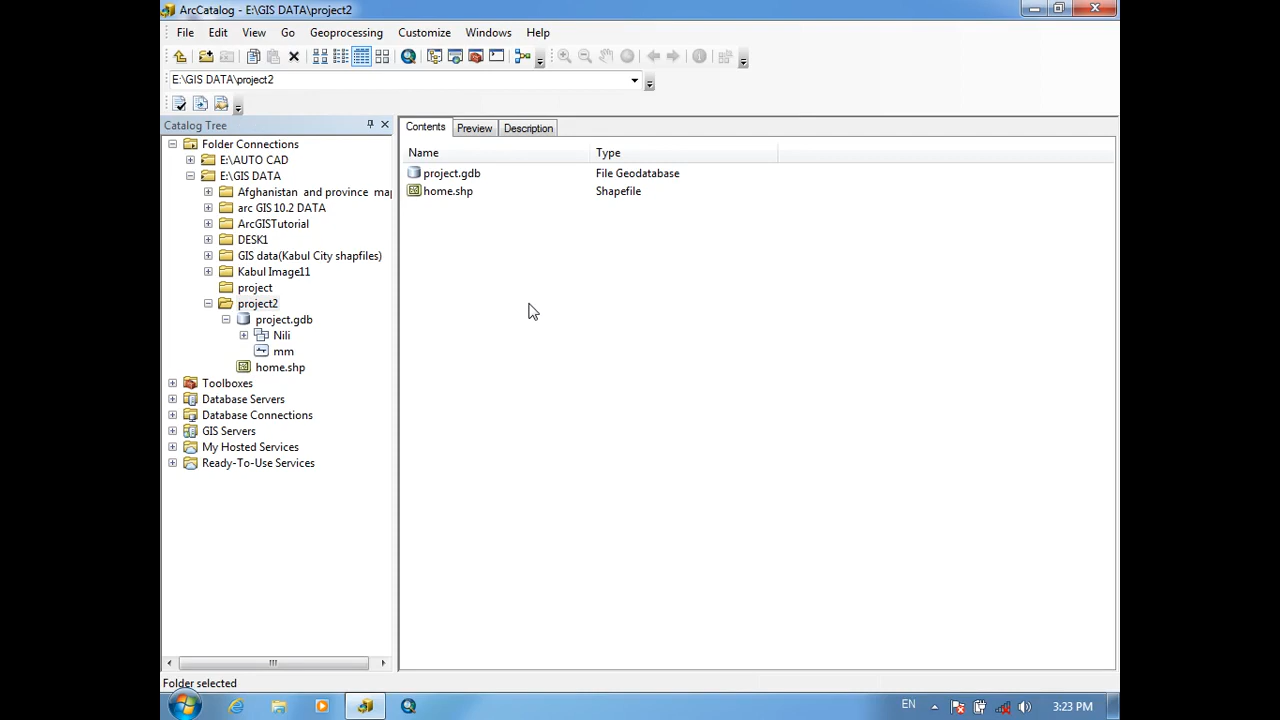 ArcCatalog - E:\GIS DATA\project2
File Edit View Go Geoprocessing Customize Windows Help
E:\GIS DATA\project2
Catalog Tree
Contents Preview Description
Folder Connections
E:\AUTO CAD
E:\GIS DATA
Afghanistan and province ma
arc GIS 10.2 DATA
ArcGISTutorial
DESK1
GIS data(Kabul City shapfiles)
Kabul Image11
project
project2
project.gdb
Nili
mm
home.shp
Toolboxes
Database Servers
Database Connections
GIS Servers
My Hosted Services
Ready-To-Use Services
Name Type
project.gdb File Geodatabase
home.shp Shapefile
Folder selected
EN 3:23 PM